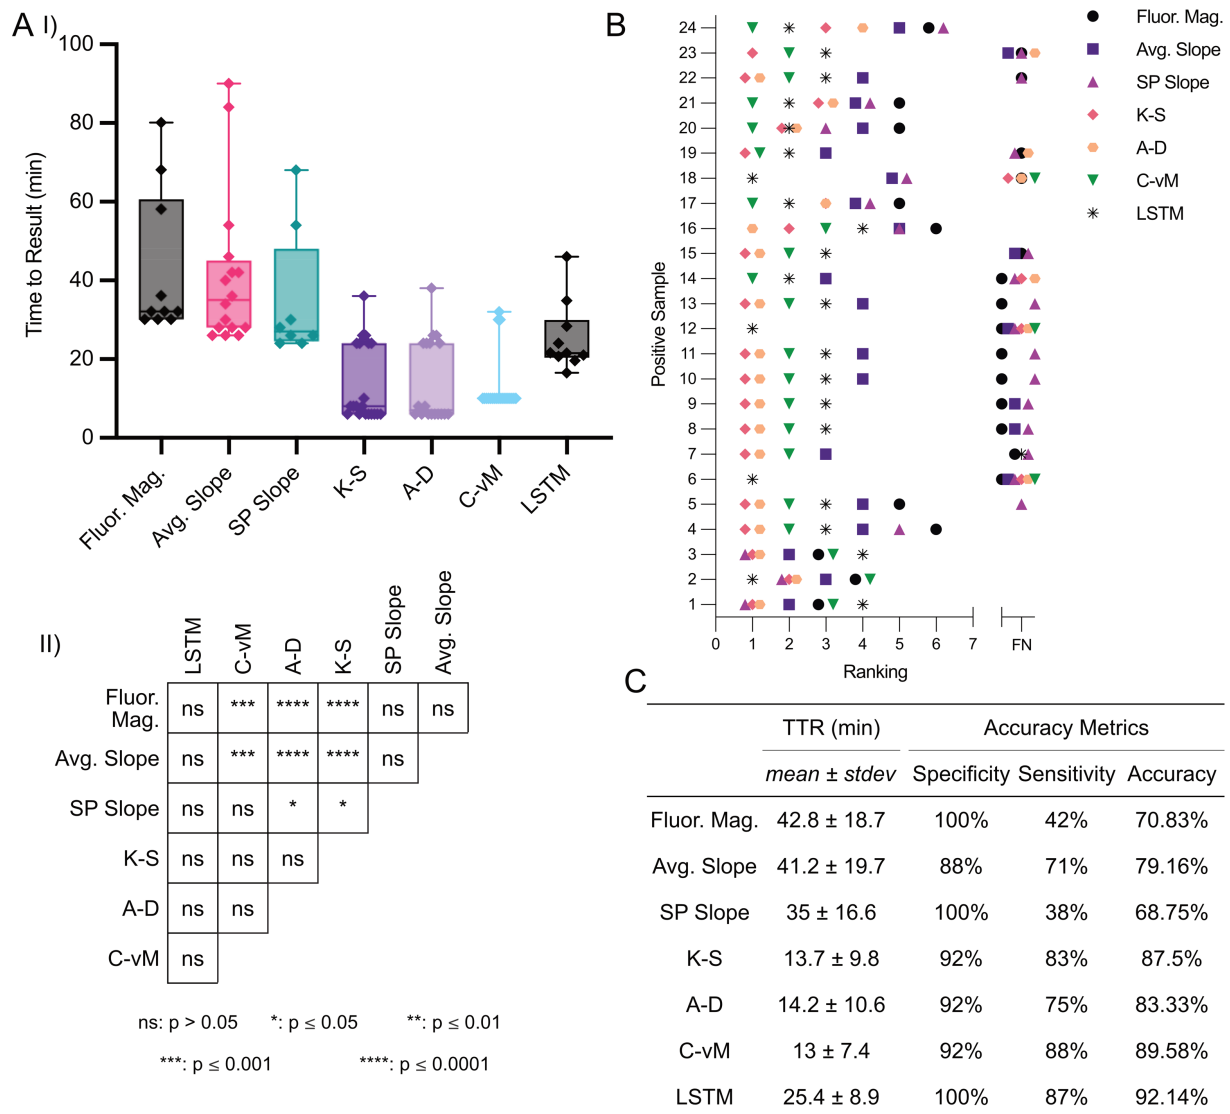 A I)
Time to Result (min)
100
80
60
40
20
0
Fluor. Mag.
Avg. Slope
SP Slope
K-S
A-D
C-vM
LSTM
II)
LSTM
C-vM
A-D
K-S
SP Slope
Avg. Slope
Fluor. Mag. ns *** **** **** ns ns
Avg. Slope ns *** **** **** ns
SP Slope ns ns * *
K-S ns ns ns
A-D ns ns
C-vM ns
ns: p > 0.05 *: p ≤ 0.05 **: p ≤ 0.01
***: p ≤ 0.001 ****: p ≤ 0.0001
B
Positive Sample
24
23
22
21
20
19
18
17
16
15
14
13
12
11
10
9
8
7
6
5
4
3
2
1
0 1 2 3 4 5 6 7 FN
Ranking
Fluor. Mag.
Avg. Slope
SP Slope
K-S
A-D
C-vM
LSTM
C
TTR (min) Accuracy Metrics
mean ± stdev Specificity Sensitivity Accuracy
Fluor. Mag. 42.8 ± 18.7 100% 42% 70.83%
Avg. Slope 41.2 ± 19.7 88% 71% 79.16%
SP Slope 35 ± 16.6 100% 38% 68.75%
K-S 13.7 ± 9.8 92% 83% 87.5%
A-D 14.2 ± 10.6 92% 75% 83.33%
C-vM 13 ± 7.4 92% 88% 89.58%
LSTM 25.4 ± 8.9 100% 87% 92.14%